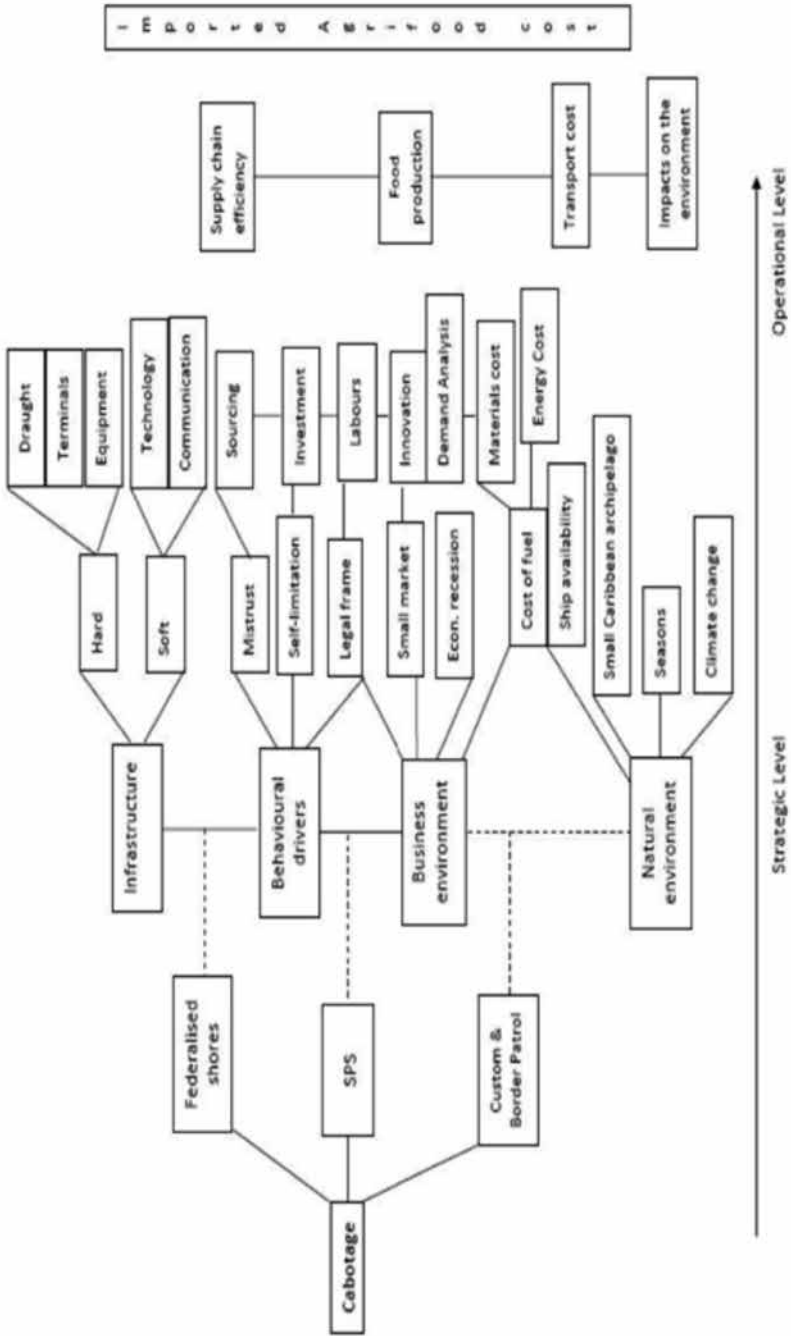 Cabotage
Federalised
shores
SPS
Custom &
Border Patrol
Infrastructure
Behavioural
drivers
Business
environment
Natural
environment
Hard
Soft
Mistrust
Self-limitation
Legal frame
Small market
Econ. recession
Cost of fuel
Ship availability
Small Caribbean archipelago
Seasons
Climate change
Draught
Terminals
Equipment
Technology
Communication
Sourcing
Investment
Labours
Innovation
Demand Analysis
Materials cost
Energy Cost
Supply chain
efficiency
Food
production
Transport cost
Impacts on the
environment
Imported Agrifood cost
Strategic Level
Operational Level